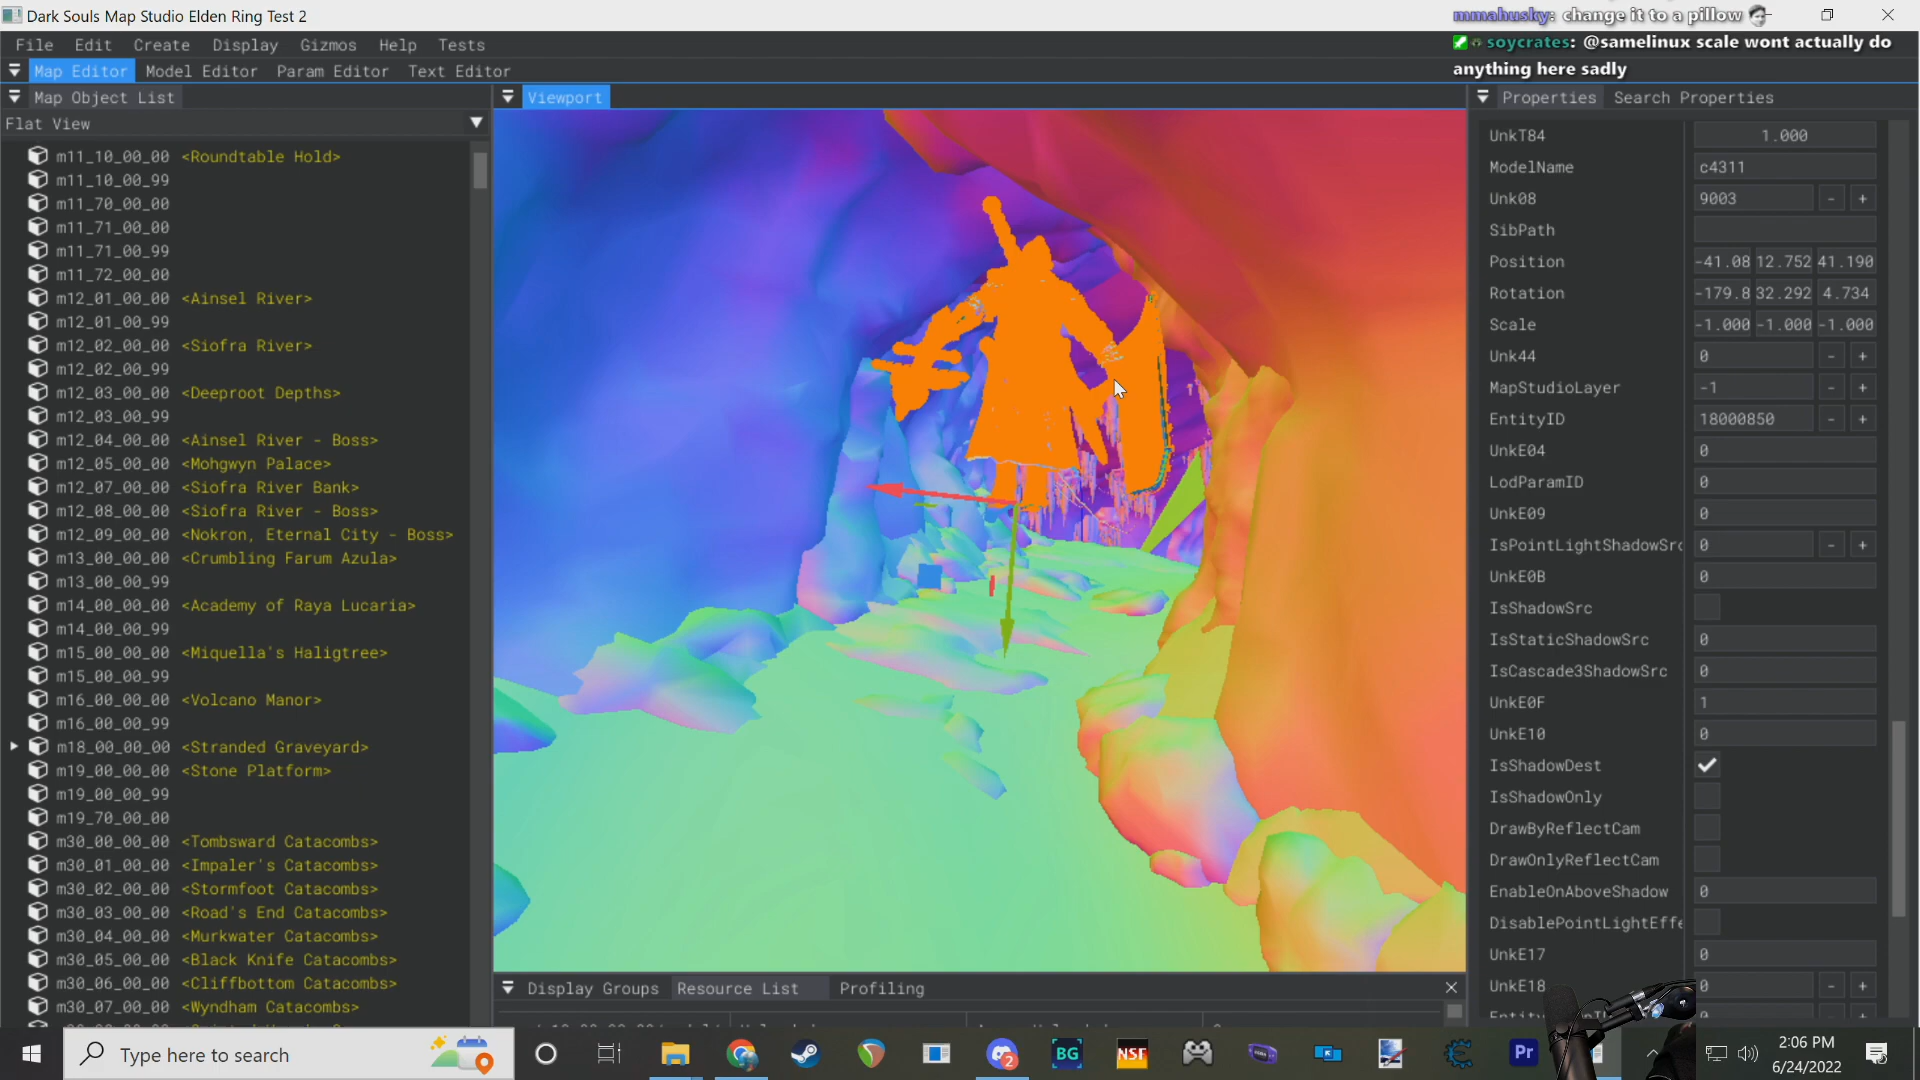 Dark Souls Map Studio Elden Ring Test 2
mmahusky: change it to a pillow
soycrates: @samelinux scale wont actually do
anything here sadly
File Edit Create Display Gizmos Help Tests
Map Editor Model Editor Param Editor Text Editor
Map Object List
Viewport
Properties Search Properties
Flat View
m11_10_00_00 <Roundtable Hold>
m11_10_00_99
m11_70_00_00
m11_71_00_00
m11_71_00_99
m11_72_00_00
m12_01_00_00 <Ainsel River>
m12_01_00_99
m12_02_00_00 <Siofra River>
m12_02_00_99
m12_03_00_00 <Deeproot Depths>
m12_03_00_99
m12_04_00_00 <Ainsel River - Boss>
m12_05_00_00 <Mohgwyn Palace>
m12_07_00_00 <Siofra River Bank>
m12_08_00_00 <Siofra River - Boss>
m12_09_00_00 <Nokron, Eternal City - Boss>
m13_00_00_00 <Crumbling Farum Azula>
m13_00_00_99
m14_00_00_00 <Academy of Raya Lucaria>
m14_00_00_99
m15_00_00_00 <Miquella's Haligtree>
m15_00_00_99
m16_00_00_00 <Volcano Manor>
m16_00_00_99
m18_00_00_00 <Stranded Graveyard>
m19_00_00_00 <Stone Platform>
m19_00_00_99
m19_70_00_00
m30_00_00_00 <Tombsward Catacombs>
m30_01_00_00 <Impaler's Catacombs>
m30_02_00_00 <Stormfoot Catacombs>
m30_03_00_00 <Road's End Catacombs>
m30_04_00_00 <Murkwater Catacombs>
m30_05_00_00 <Black Knife Catacombs>
m30_06_00_00 <Cliffbottom Catacombs>
m30_07_00_00 <Wyndham Catacombs>
UnkT84 1.000
ModelName c4311
Unk08 9003 - +
SibPath
Position -41.08 12.752 41.190
Rotation -179.8 32.292 4.734
Scale -1.000 -1.000 -1.000
Unk44 0 - +
MapStudioLayer -1 - +
EntityID 18000850 - +
UnkE04 0
LodParamID 0
UnkE09 0
IsPointLightShadowSrc 0 - +
UnkE0B 0
IsShadowSrc
IsStaticShadowSrc 0
IsCascade3ShadowSrc 0
UnkE0F 1
UnkE10 0
IsShadowDest
IsShadowOnly
DrawByReflectCam
DrawOnlyReflectCam
EnableOnAboveShadow 0
DisablePointLightEffe
UnkE17 0
UnkE18 0 - +
Display Groups Resource List Profiling
Type here to search
2
BG
NSF
Pr
2:06 PM
6/24/2022